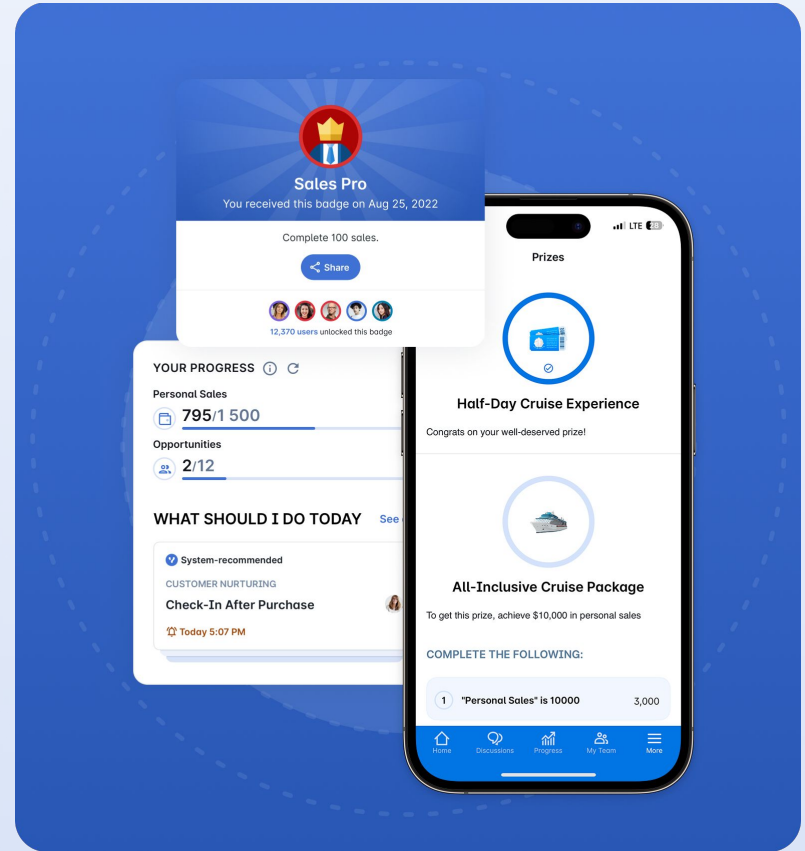 Sales Pro
You received this badge on Aug 25, 2022
Complete 100 sales.
Share
12,370 users unlocked this badge
YOUR PROGRESS
Personal Sales
795/1 500
Opportunities
2/12
WHAT SHOULD I DO TODAY See
System-recommended
CUSTOMER NURTURING
Check-In After Purchase
Today 5:07 PM
LTE
Prizes
Half-Day Cruise Experience
Congrats on your well-deserved prize!
All-Inclusive Cruise Package
To get this prize, achieve $10,000 in personal sales
COMPLETE THE FOLLOWING:
1 "Personal Sales" is 10000 3,000
Home Discussions Progress My Team More